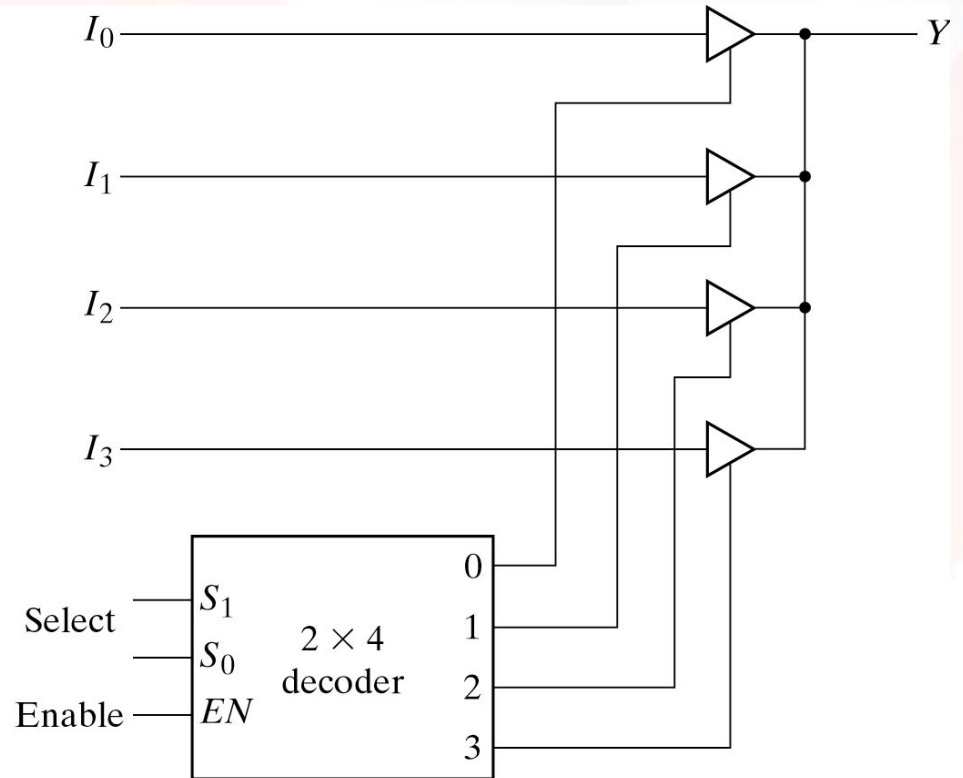 I₀
Y
I₁
I₂
I₃
Select
Enable
S₁
S₀
EN
2 × 4
decoder
0
1
2
3